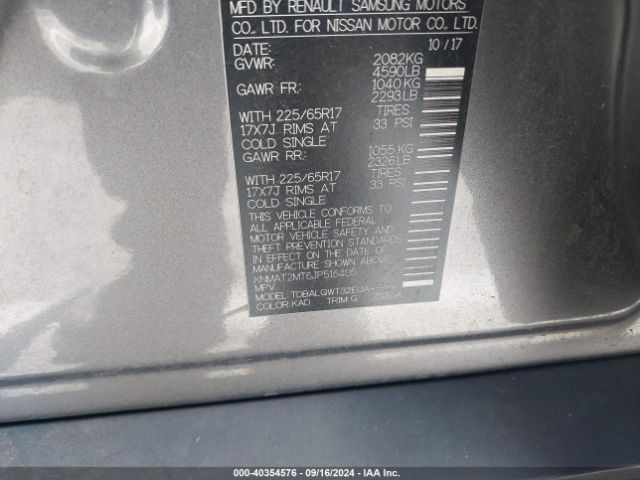 MFD BY RENAULT SAMSUNG MOTORS
CO., LTD. FOR NISSAN MOTOR CO., LTD.
DATE: 10/17
GVWR: 2082KG
4590LB
GAWR FR: 1040KG
2293LB
WITH 225/65R17 TIRES
17X7J RIMS AT 33 PSI
COLD SINGLE
GAWR RR: 1055KG
2326LB
WITH 225/65R17 TIRES
17X7J RIMS AT 33 PSI
COLD SINGLE
THIS VEHICLE CONFORMS TO
ALL APPLICABLE FEDERAL
MOTOR VEHICLE SAFETY AND
THEFT PREVENTION STANDARDS
IN EFFECT ON THE DATE OF
MANUFACTURE SHOWN ABOVE.
KNMAT2MT6JP516495
MPV
MODEL: TDBALQWT32EUA
COLOR:KAD TRIM:G
000-40354576 - 09/16/2024 - IAA Inc.